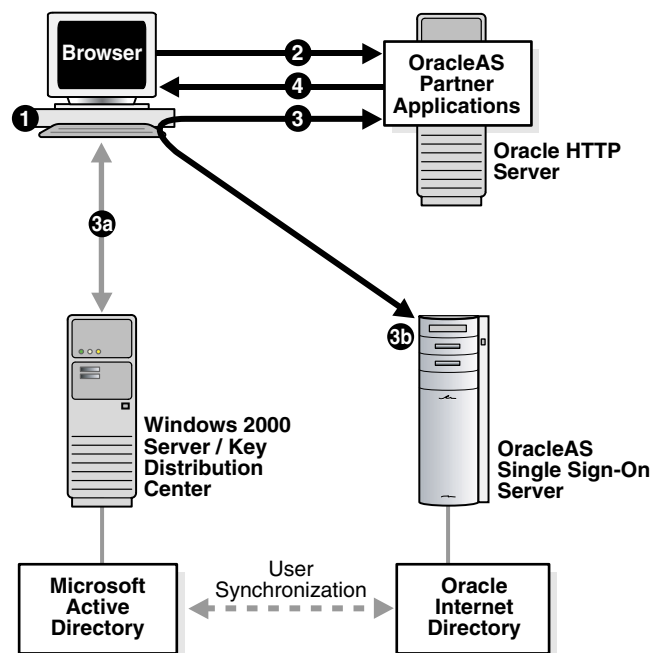 Browser
2
4
1
3
OracleAS
Partner
Applications
Oracle HTTP
Server
3a
3b
Windows 2000
Server / Key
Distribution
Center
OracleAS
Single Sign-On
Server
Microsoft
Active
Directory
User
Synchronization
Oracle
Internet
Directory